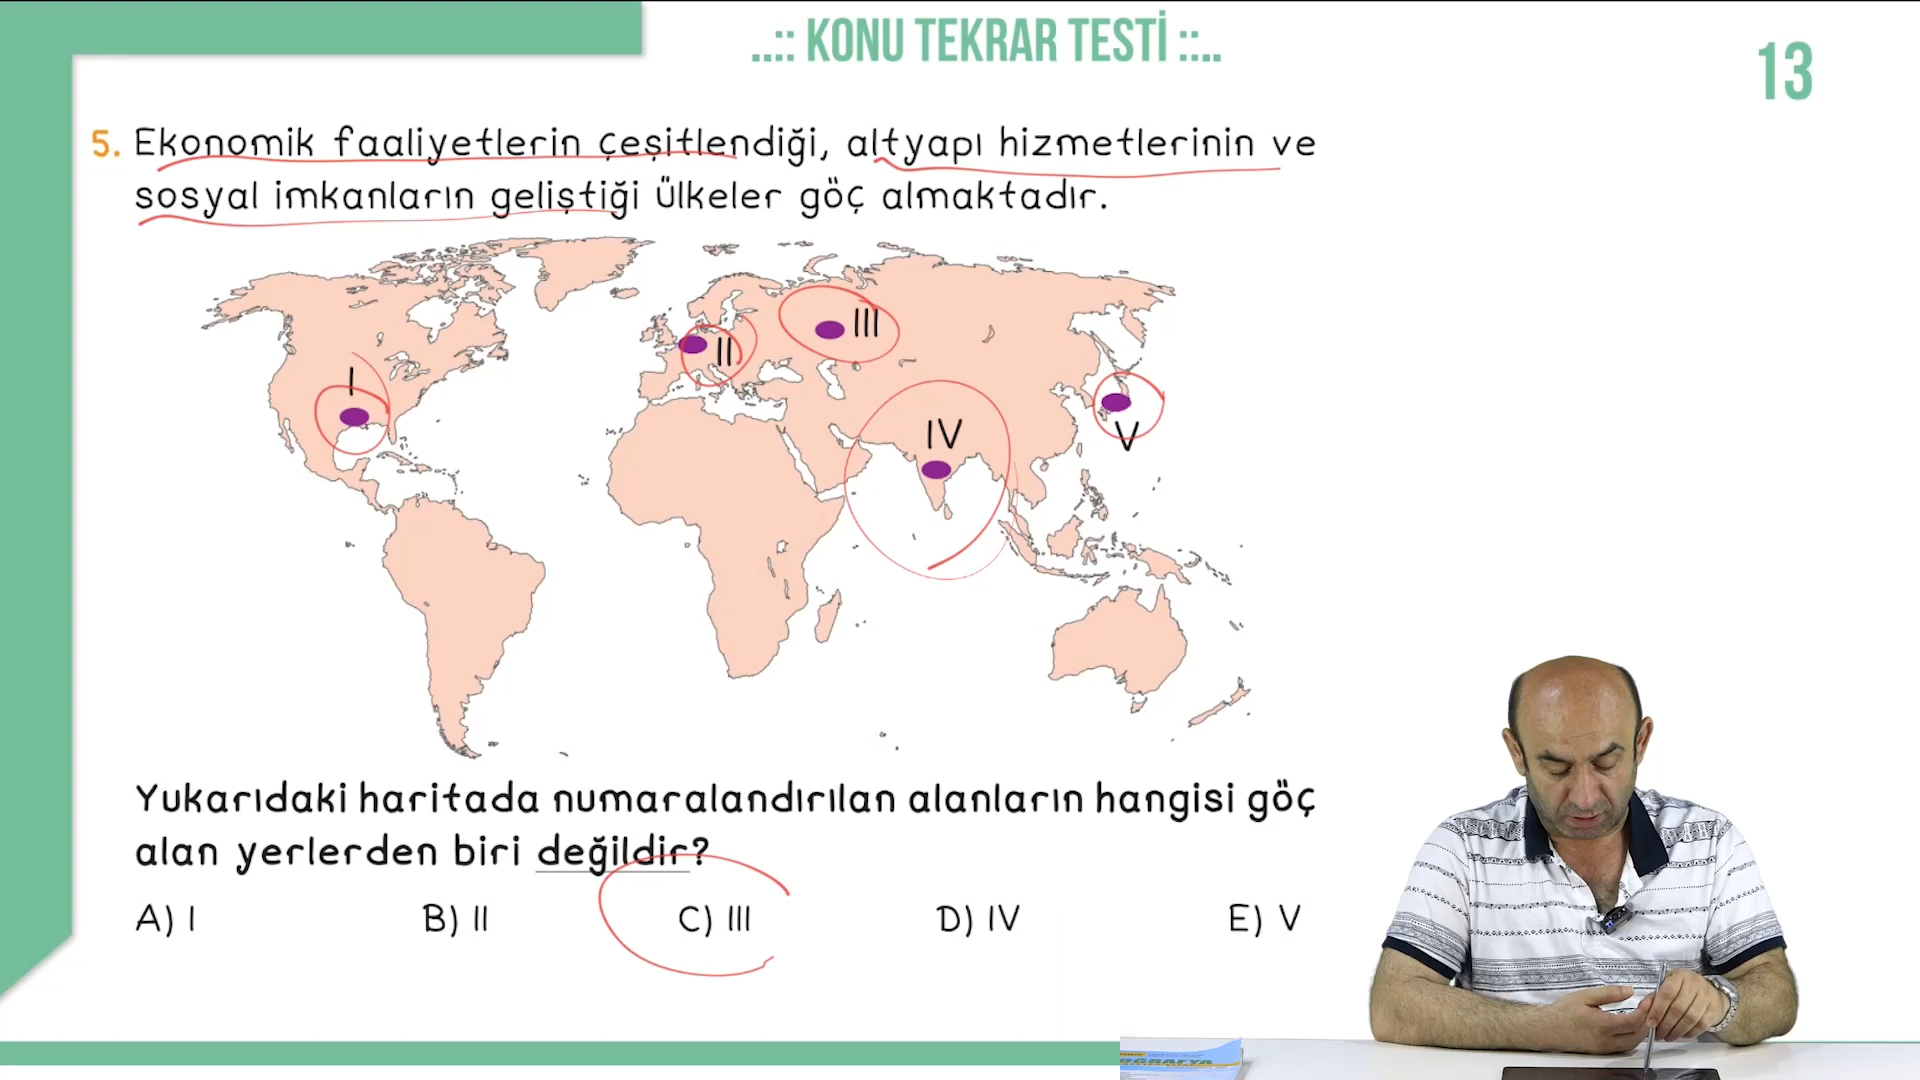 ..:: KONU TEKRAR TESTİ ::..
13
5. Ekonomik faaliyetlerin çeşitlendiği, altyapı hizmetlerinin ve
sosyal imkanların geliştiği ülkeler göç almaktadır.
I
II
III
IV
V
Yukarıdaki haritada numaralandırılan alanların hangisi göç
alan yerlerden biri değildir?
A) I
B) II
C) III
D) IV
E) V